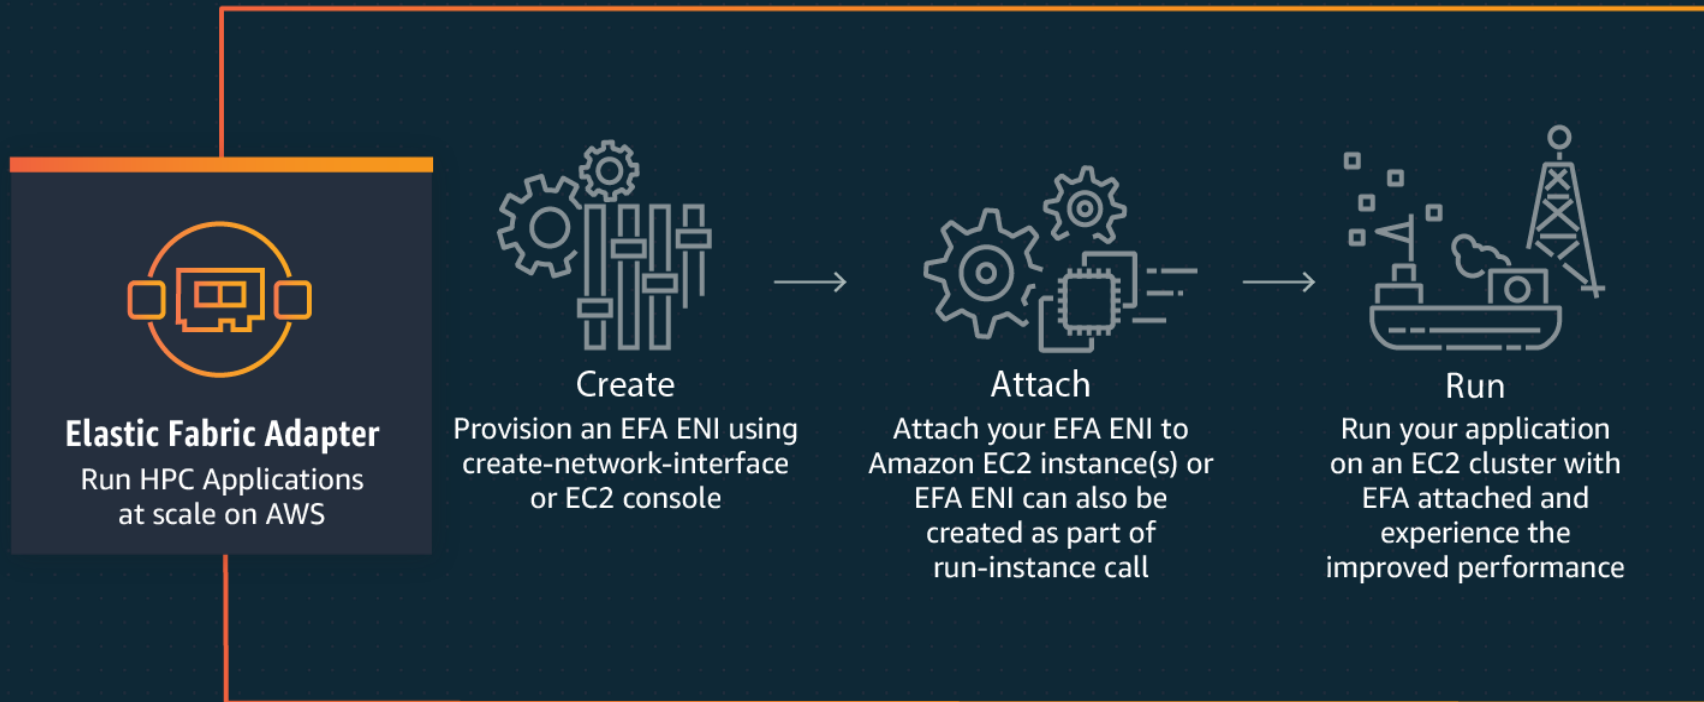 Elastic Fabric Adapter
Run HPC Applications
at scale on AWS
Create
Provision an EFA ENI using
create-network-interface
or EC2 console
Attach
Attach your EFA ENI to
Amazon EC2 instance(s) or
EFA ENI can also be
created as part of
run-instance call
Run
Run your application
on an EC2 cluster with
EFA attached and
experience the
improved performance